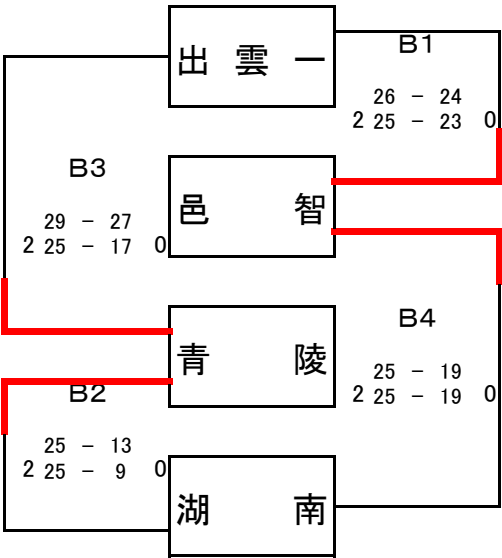 出雲一
B1
26 － 24
2 25 － 23 0
B3
29 － 27
2 25 － 17 0
邑智
青陵
B4
25 － 19
2 25 － 19 0
B2
25 － 13
2 25 － 9 0
湖南